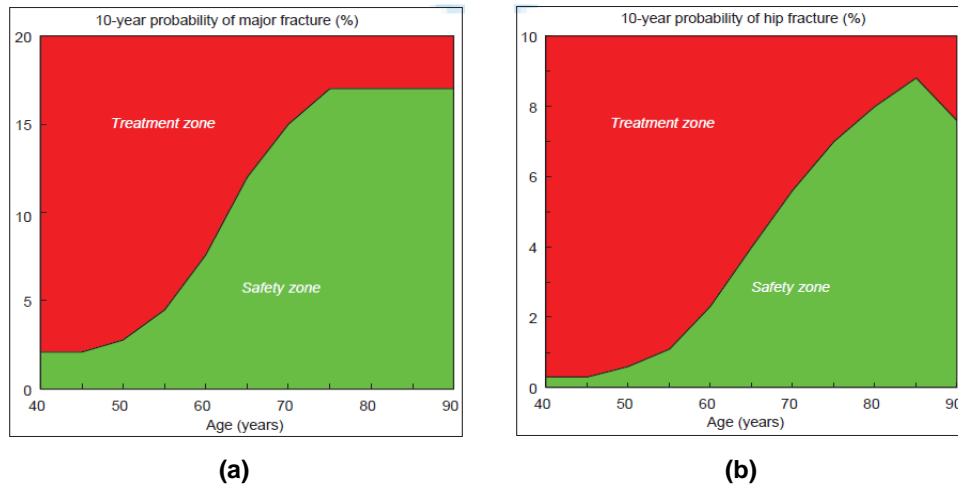 10-year probability of major fracture (%)
20
15
10
5
0
Treatment zone
Safety zone
40 50 60 70 80 90
Age (years)
(a)
10-year probability of hip fracture (%)
10
8
6
4
2
0
Treatment zone
Safety zone
40 50 60 70 80 90
Age (years)
(b)